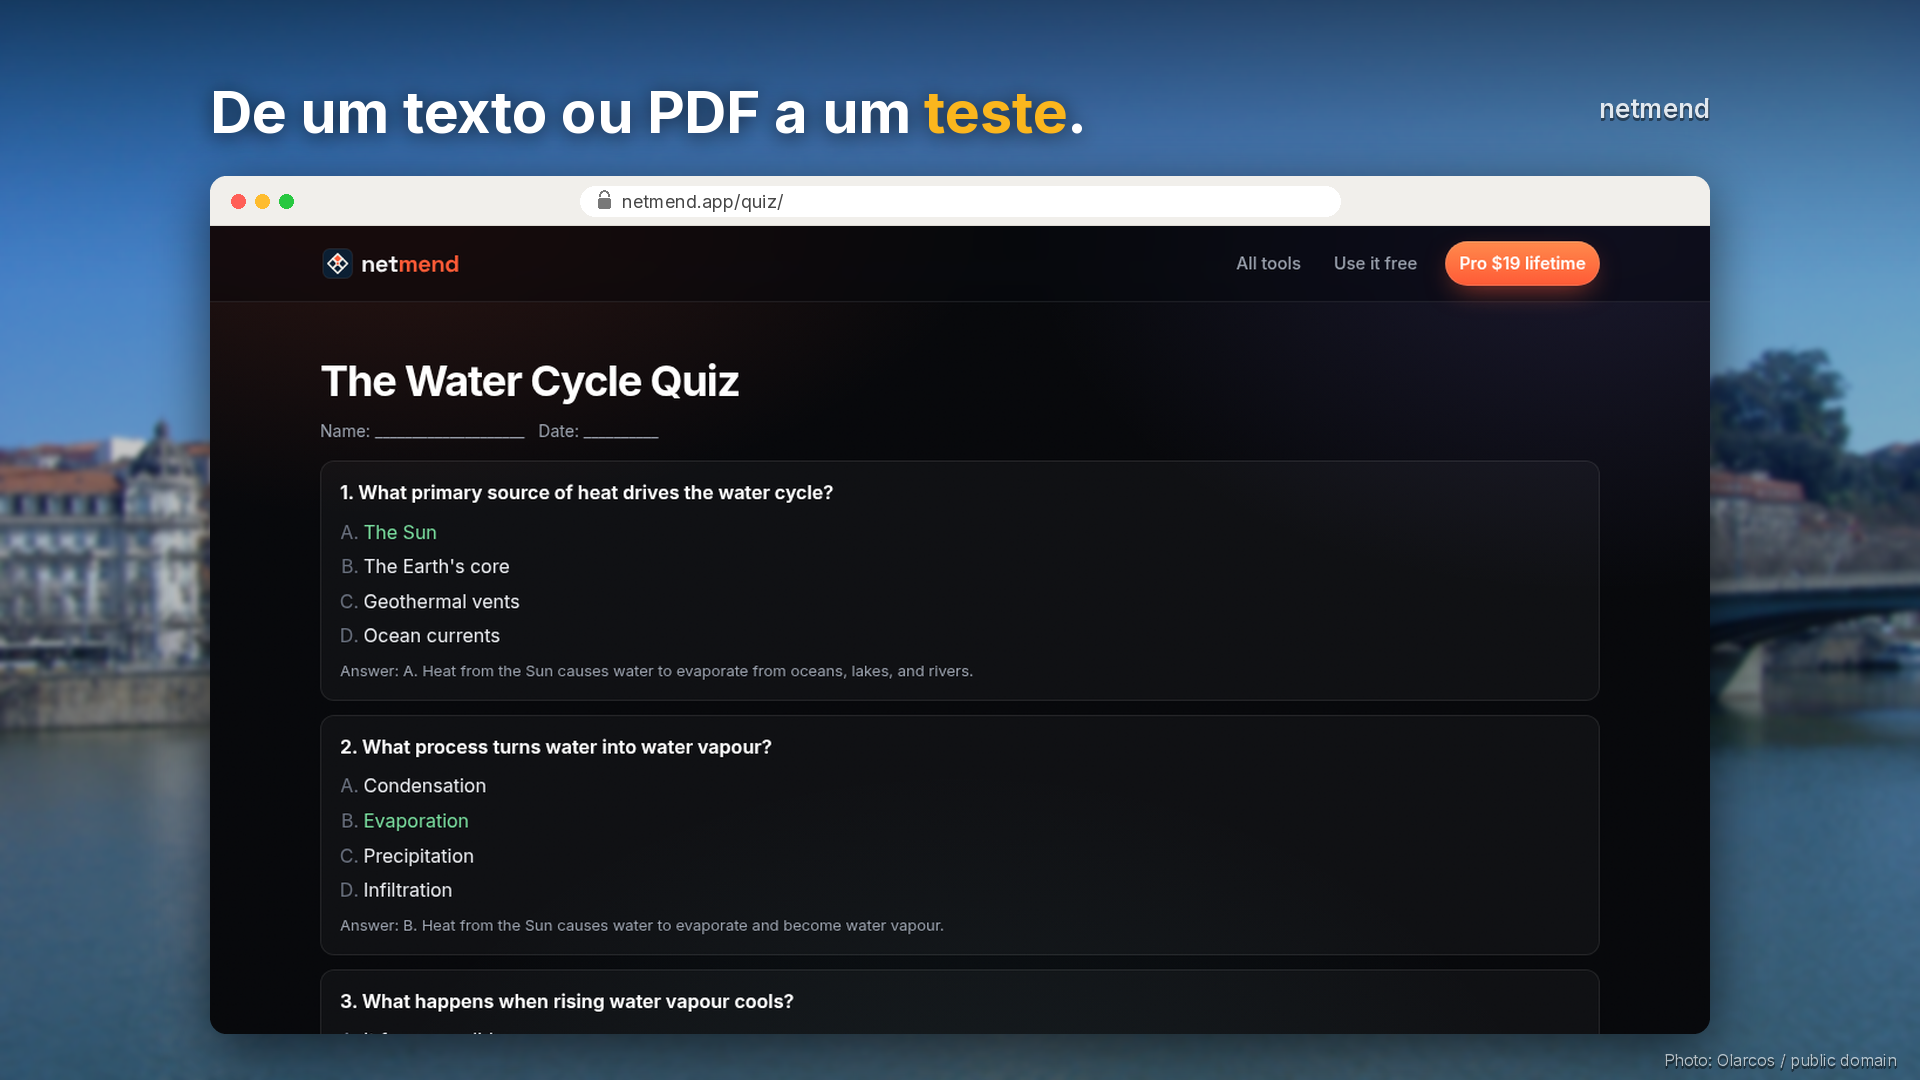 De um texto ou PDF a um teste.
netmend
netmend.app/quiz/
netmend
All tools
Use it free
Pro $19 lifetime
The Water Cycle Quiz
Name: ____________________ Date: __________
1. What primary source of heat drives the water cycle?
A. The Sun
B. The Earth's core
C. Geothermal vents
D. Ocean currents
Answer: A. Heat from the Sun causes water to evaporate from oceans, lakes, and rivers.
2. What process turns water into water vapour?
A. Condensation
B. Evaporation
C. Precipitation
D. Infiltration
Answer: B. Heat from the Sun causes water to evaporate and become water vapour.
3. What happens when rising water vapour cools?
Photo: Olarcos / public domain